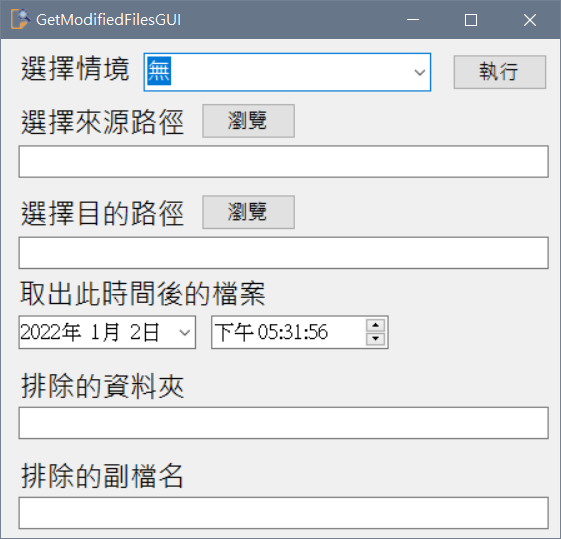 GetModifiedFilesGUI
選擇情境 無 執行
選擇來源路徑 瀏覽
選擇目的路徑 瀏覽
取出此時間後的檔案
2022年 1月 2日 下午 05:31:56
排除的資料夾
排除的副檔名